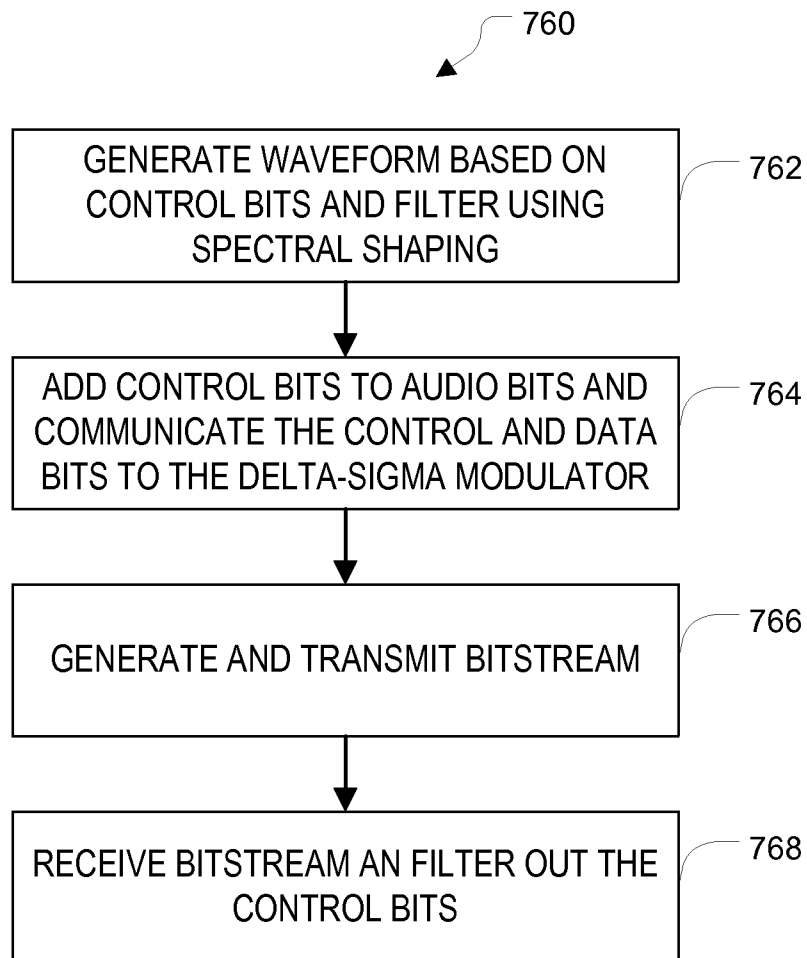 760
GENERATE WAVEFORM BASED ON
CONTROL BITS AND FILTER USING
SPECTRAL SHAPING
762
ADD CONTROL BITS TO AUDIO BITS AND
COMMUNICATE THE CONTROL AND DATA
BITS TO THE DELTA-SIGMA MODULATOR
764
GENERATE AND TRANSMIT BITSTREAM
766
RECEIVE BITSTREAM AN FILTER OUT THE
CONTROL BITS
768